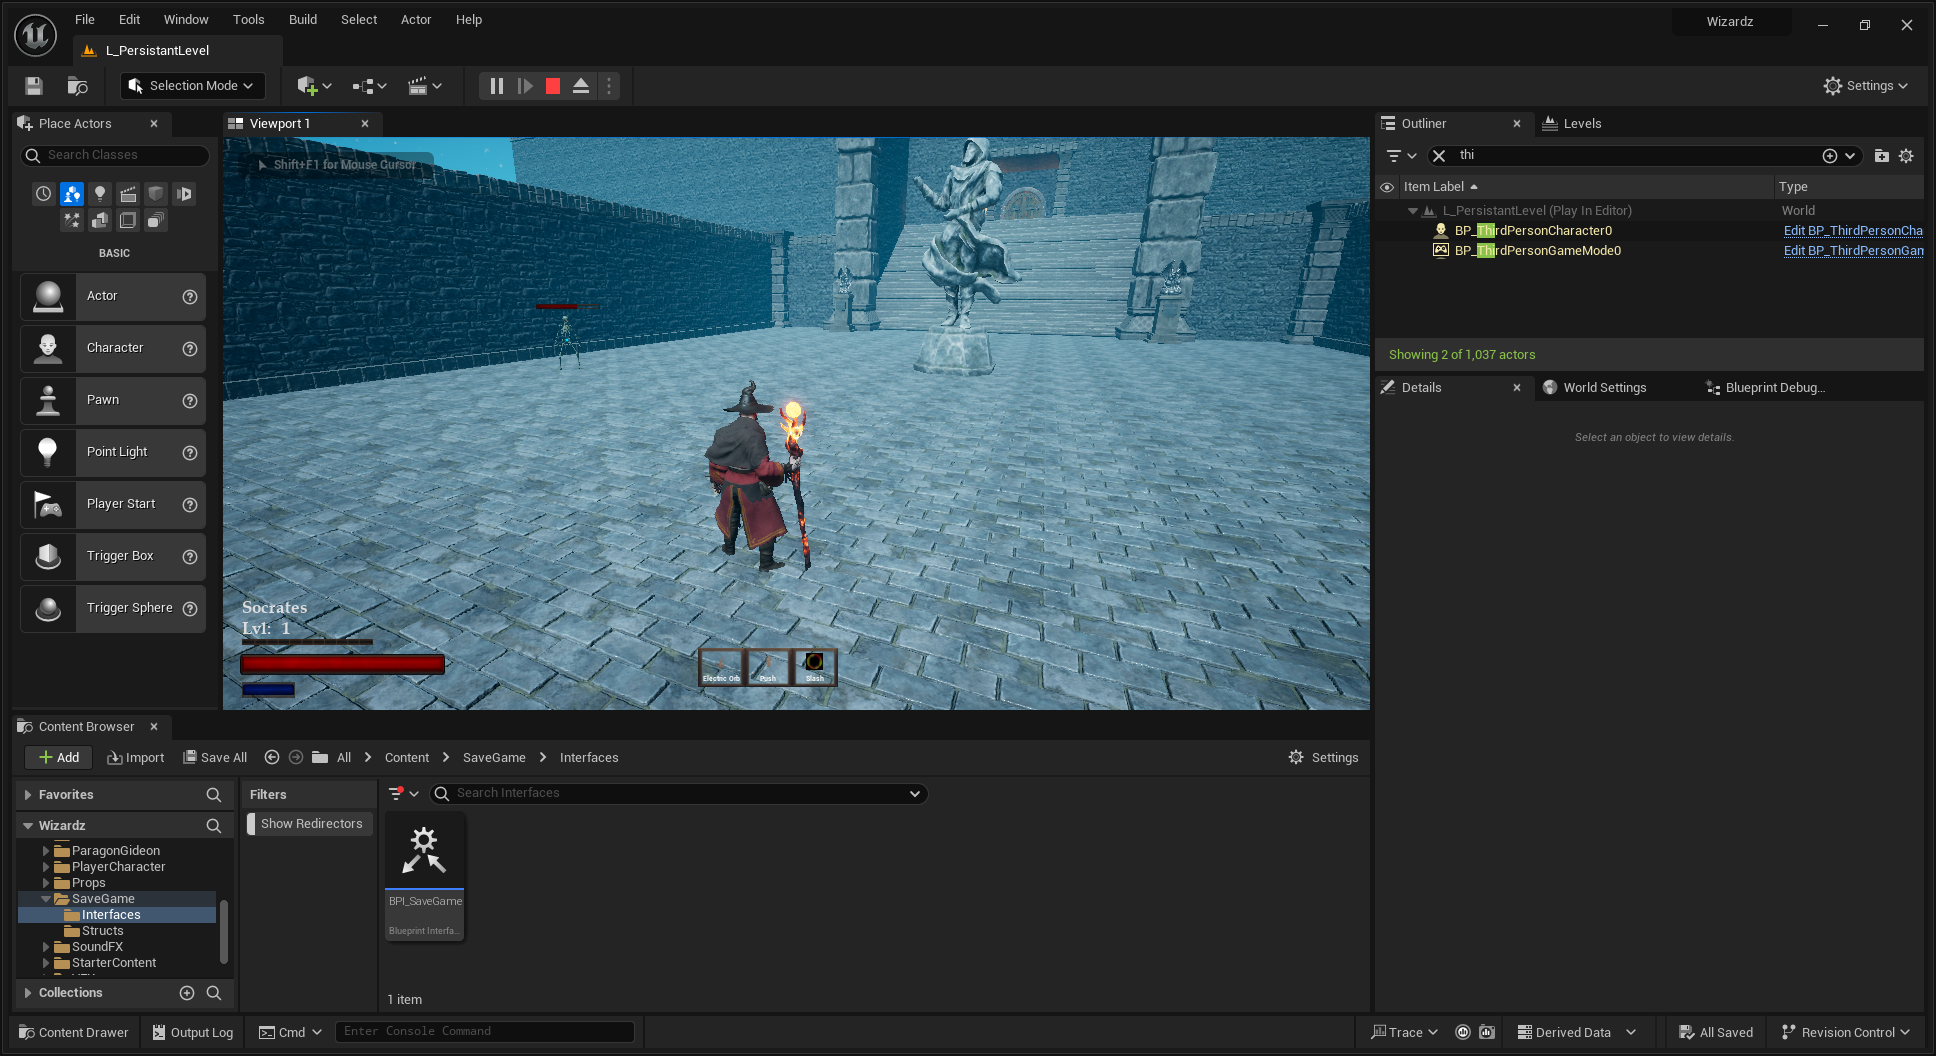 File Edit Window Tools Build Select Actor Help
Wizardz
L_PersistantLevel
Selection Mode
Settings
Place Actors
Search Classes
BASIC
Actor
Character
Pawn
Point Light
Player Start
Trigger Box
Trigger Sphere
Viewport 1
Shift+F1 for Mouse Cursor
Socrates
Lvl: 1
Electric Orb Push Slash
Outliner Levels
thi
Item Label Type
L_PersistantLevel (Play In Editor) World
BP_ThirdPersonCharacter0 Edit BP_ThirdPersonCha
BP_ThirdPersonGameMode0 Edit BP_ThirdPersonGam
Showing 2 of 1,037 actors
Details World Settings Blueprint Debug...
Select an object to view details.
Content Browser
Add Import Save All All Content SaveGame Interfaces Settings
Favorites
Wizardz
ParagonGideon
PlayerCharacter
Props
SaveGame
Interfaces
Structs
SoundFX
StarterContent
Collections
Filters
Show Redirectors
Search Interfaces
BPI_SaveGame
Blueprint Interfa...
1 item
Content Drawer Output Log Cmd Enter Console Command Trace Derived Data All Saved Revision Control